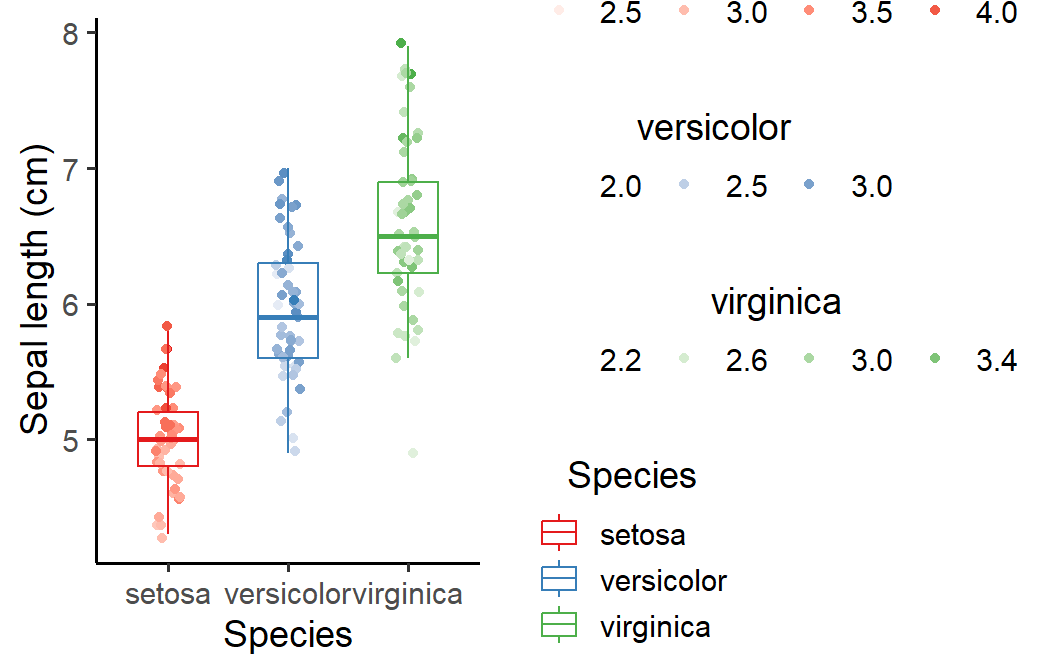 8
7
6
5
Sepal length (cm)
setosa versicolor virginica
Species
2.5 3.0 3.5 4.0
versicolor
2.0 2.5 3.0
virginica
2.2 2.6 3.0 3.4
Species
setosa
versicolor
virginica